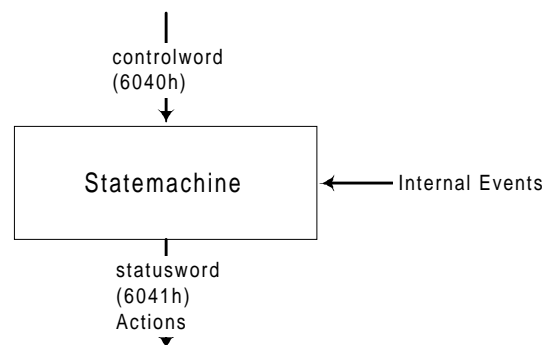 controlword
(6040h)
Statemachine
Internal Events
statusword
(6041h)
Actions